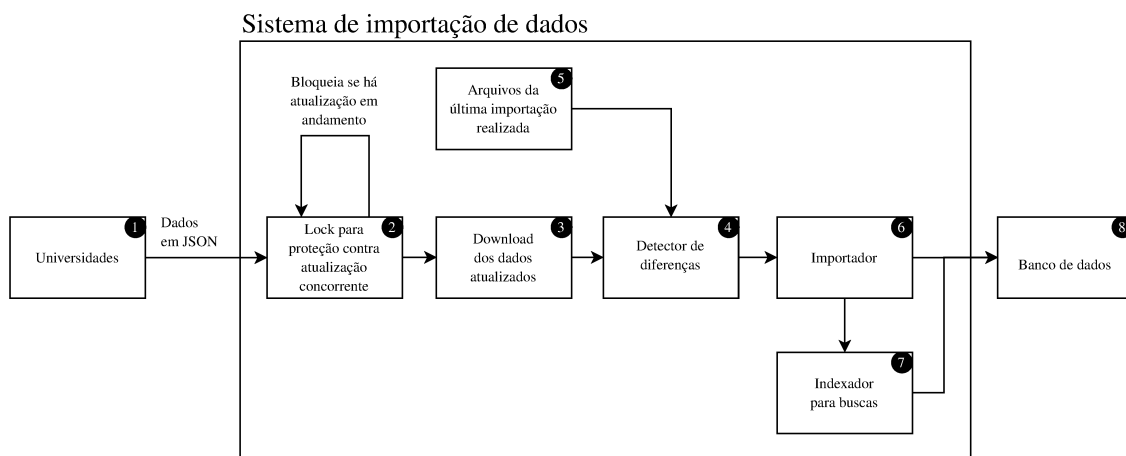 Sistema de importação de dados
Bloqueia se há
atualização em
andamento
5
Arquivos da
última importação
realizada
1
Universidades
Dados
em JSON
2
Lock para
proteção contra
atualização
concorrente
3
Download
dos dados
atualizados
4
Detector de
diferenças
6
Importador
8
Banco de dados
7
Indexador
para buscas